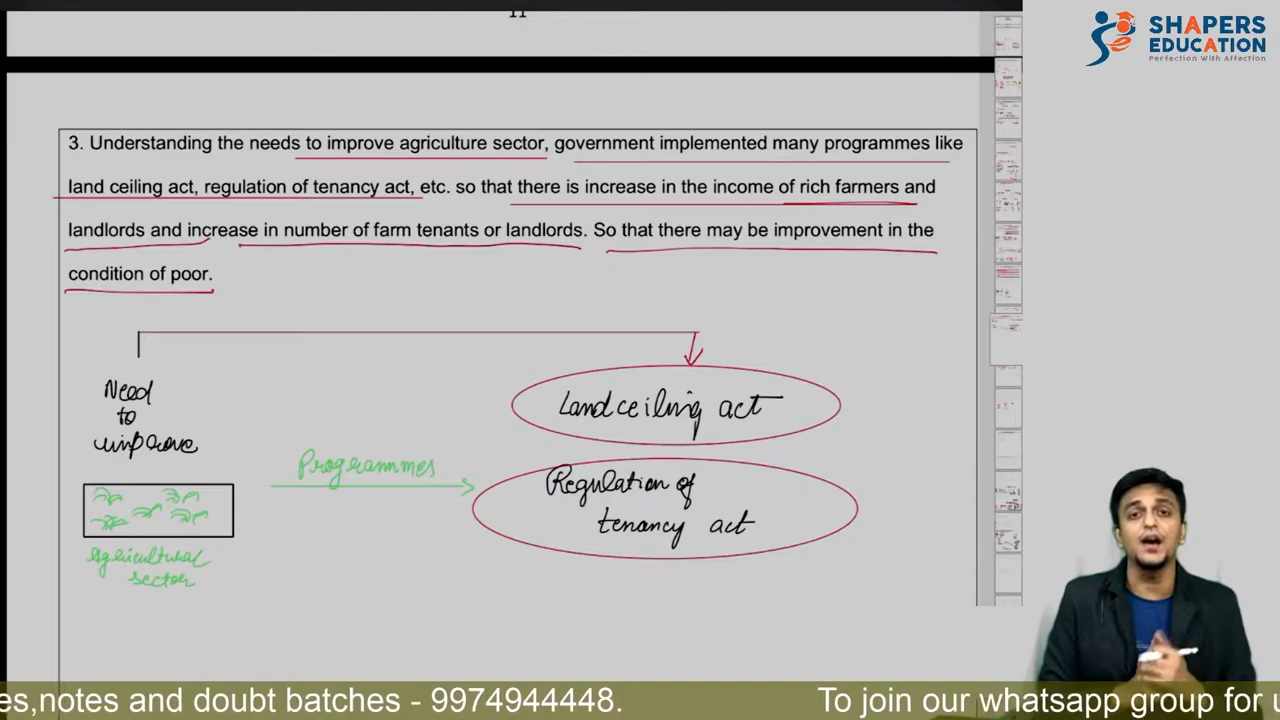 SHAPERS
EDUCATION
Perfection With Affection
3. Understanding the needs to improve agriculture sector, government implemented many programmes like
land ceiling act, regulation of tenancy act, etc. so that there is increase in the income of rich farmers and
landlords and increase in number of farm tenants or landlords. So that there may be improvement in the
condition of poor.
Need
to
improve
Land ceiling act
Programmes
Regulation of
tenancy act
Agricultural
sector
es,notes and doubt batches - 9974944448.
To join our whatsapp group for u